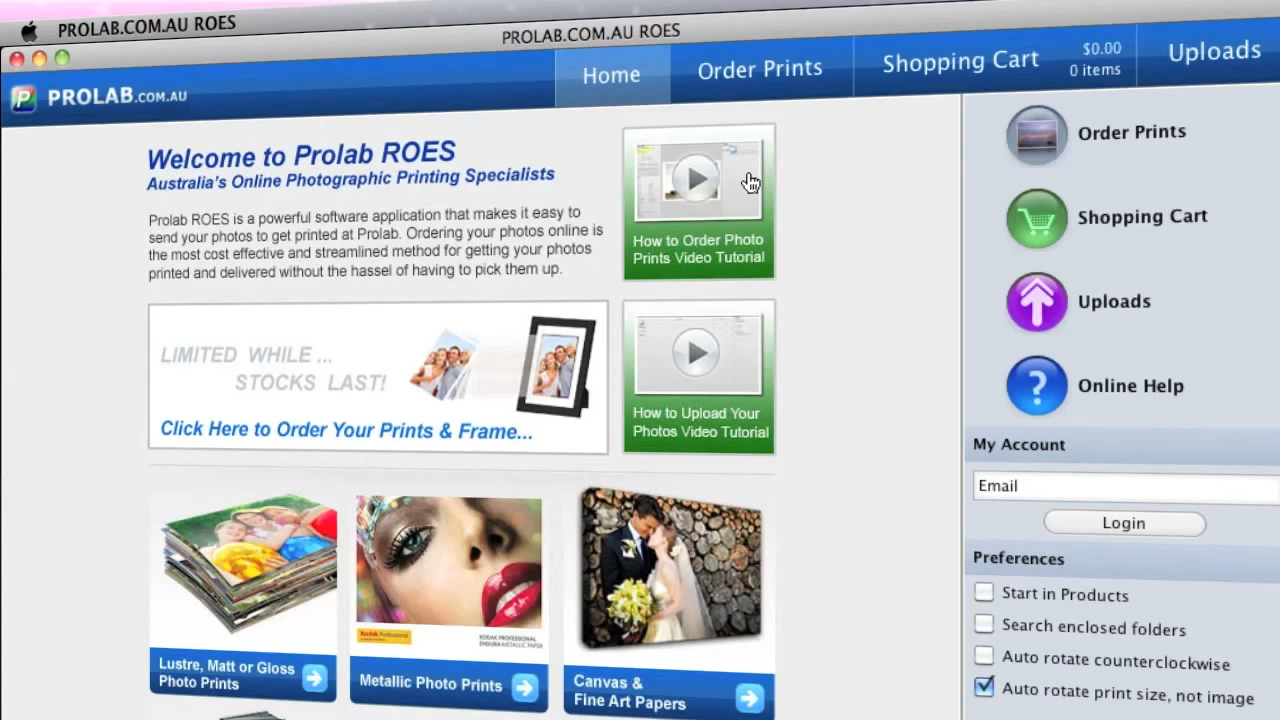 PROLAB.COM.AU ROES
PROLAB.COM.AU ROES
P PROLAB.COM.AU
Home
Order Prints
Shopping Cart
$0.00
0 items
Uploads
Welcome to Prolab ROES
Australia's Online Photographic Printing Specialists
Prolab ROES is a powerful software application that makes it easy to
send your photos to get printed at Prolab. Ordering your photos online is
the most cost effective and streamlined method for getting your photos
printed and delivered without the hassel of having to pick them up.
How to Order Photo
Prints Video Tutorial
LIMITED WHILE ...
STOCKS LAST!
Click Here to Order Your Prints & Frame...
How to Upload Your
Photos Video Tutorial
Kodak Professional
KODAK PROFESSIONAL
ENDURA METALLIC PAPER
Lustre, Matt or Gloss
Photo Prints
Metallic Photo Prints
Canvas &
Fine Art Papers
Order Prints
Shopping Cart
Uploads
? Online Help
My Account
Email
Login
Preferences
Start in Products
Search enclosed folders
Auto rotate counterclockwise
Auto rotate print size, not image